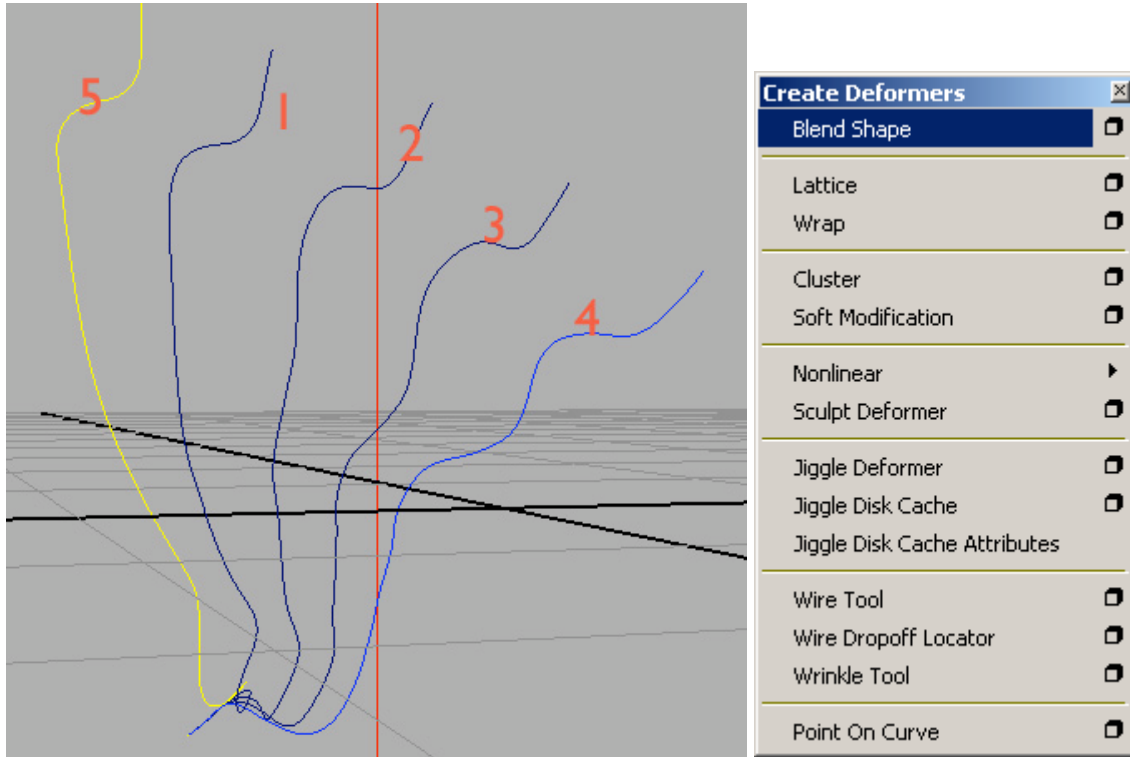 5
1
2
3
4
Create Deformers
Blend Shape
Lattice
Wrap
Cluster
Soft Modification
Nonlinear
Sculpt Deformer
Jiggle Deformer
Jiggle Disk Cache
Jiggle Disk Cache Attributes
Wire Tool
Wire Dropoff Locator
Wrinkle Tool
Point On Curve